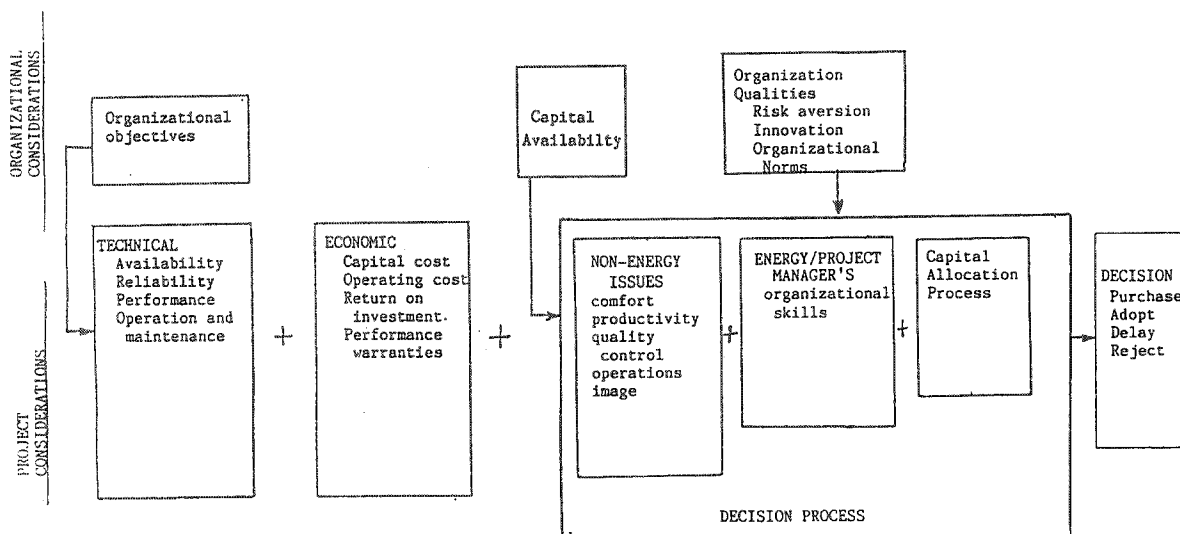 ORGANIZATIONAL
CONSIDERATIONS
Organizational
objectives
Capital
Availabilty
Organization
Qualities
Risk aversion
Innovation
Organizational
Norms
PROJECT
CONSIDERATIONS
TECHNICAL
Availability
Reliability
Performance
Operation and
maintenance
+
ECONOMIC
Capital cost
Operating cost
Return on
investment.
Performance
warranties
+
NON-ENERGY
ISSUES
comfort
productivity
quality
control
operations
image
+
ENERGY/PROJECT
MANAGER'S
organizational
skills
+
Capital
Allocation
Process
DECISION PROCESS
DECISION
Purchase
Adopt
Delay
Reject